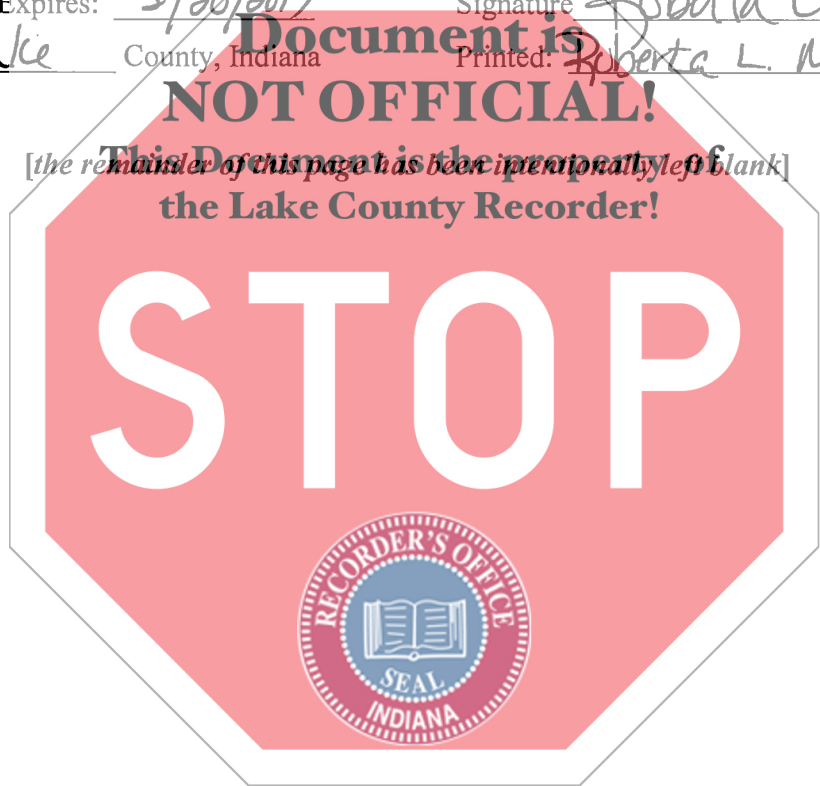 Expires:
Signature
County, Indiana
Printed: Roberta L.
Document is
NOT OFFICIAL!
[the remainder of this page has been intentionally left blank]
This Document is the property of
the Lake County Recorder!
STOP
RECORDER'S OFFICE
SEAL
INDIANA